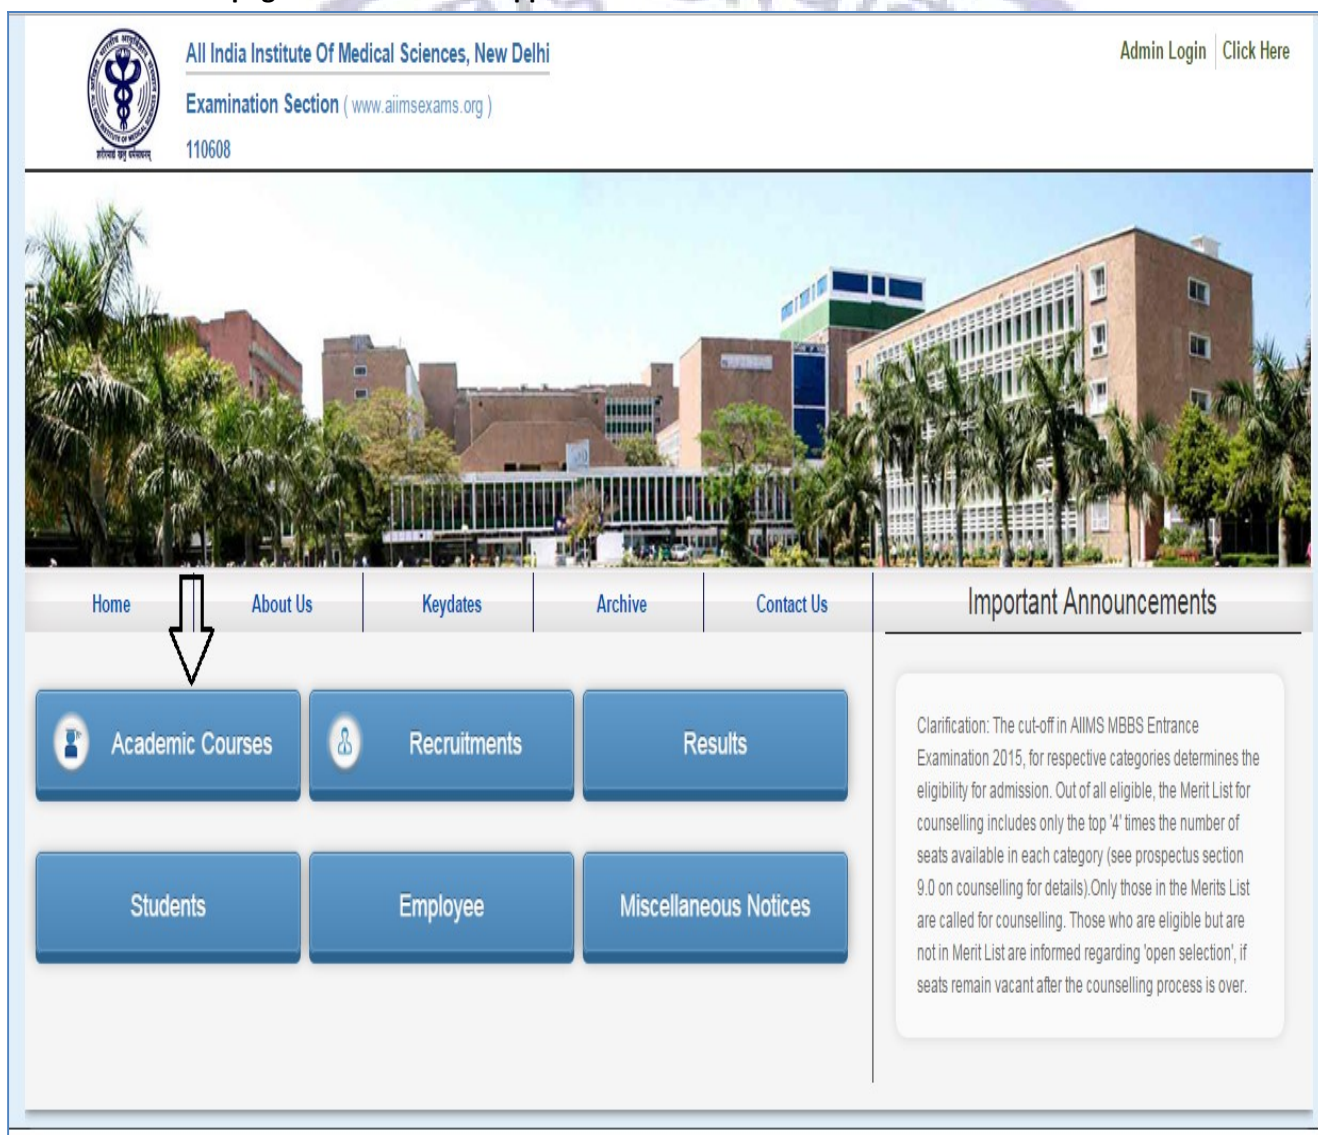 All India Institute Of Medical Sciences, New Delhi
Admin Login Click Here
Examination Section ( www.aiimsexams.org )
110608
Home
About Us
Keydates
Archive
Contact Us
Important Announcements
Academic Courses
Recruitments
Results
Students
Employee
Miscellaneous Notices
Clarification: The cut-off in AIIMS MBBS Entrance
Examination 2015, for respective categories determines the
eligibility for admission. Out of all eligible, the Merit List for
counselling includes only the top '4' times the number of
seats available in each category (see prospectus section
9.0 on counselling for details).Only those in the Merits List
are called for counselling. Those who are eligible but are
not in Merit List are informed regarding 'open selection', if
seats remain vacant after the counselling process is over.